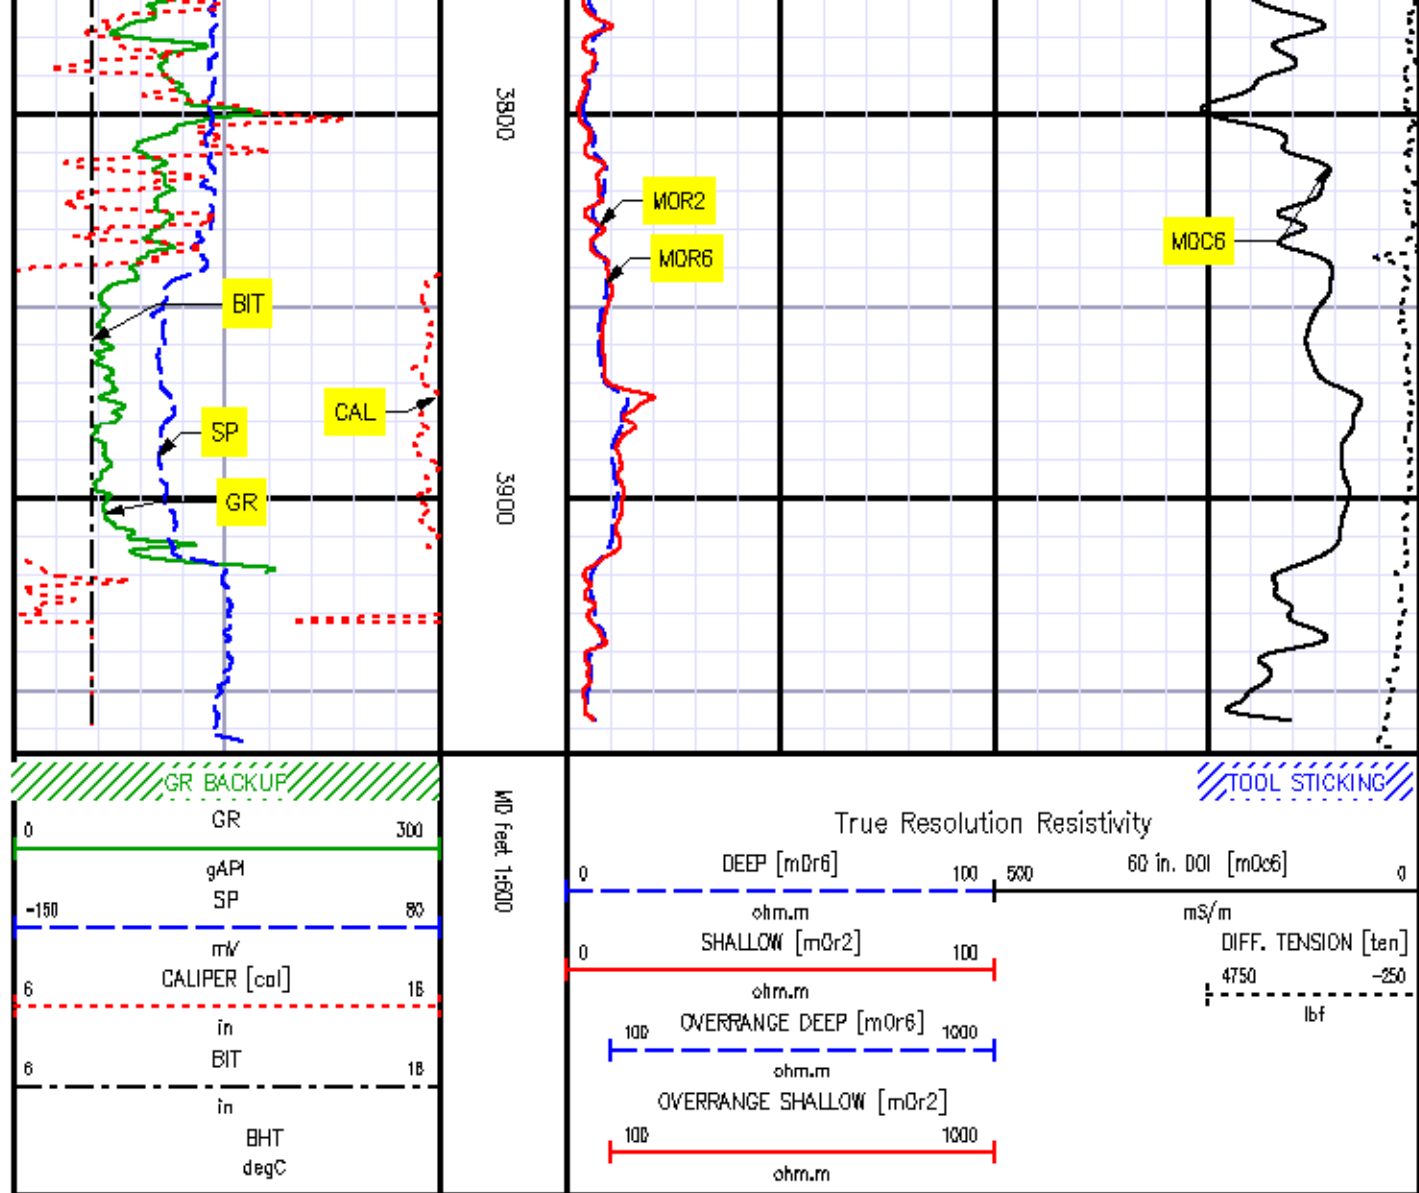 3800
MOR2
MOR6
MOC6
BIT
CAL
SP
GR
3900
GR BACKUP
GR
0 300
gAPI
SP
-150 80
mV
CALIPER [cal]
6 16
in
BIT
6 16
in
BHT
degC
MD Feet 1:600
TOOL STICKING
True Resolution Resistivity
DEEP [mOr6]
0 100
ohm.m
60 in. DOI [mOc6]
500 0
mS/m
SHALLOW [mOr2]
0 100
ohm.m
DIFF. TENSION [ten]
4750 -250
lbf
OVERRANGE DEEP [mOr6]
100 1000
ohm.m
OVERRANGE SHALLOW [mOr2]
100 1000
ohm.m